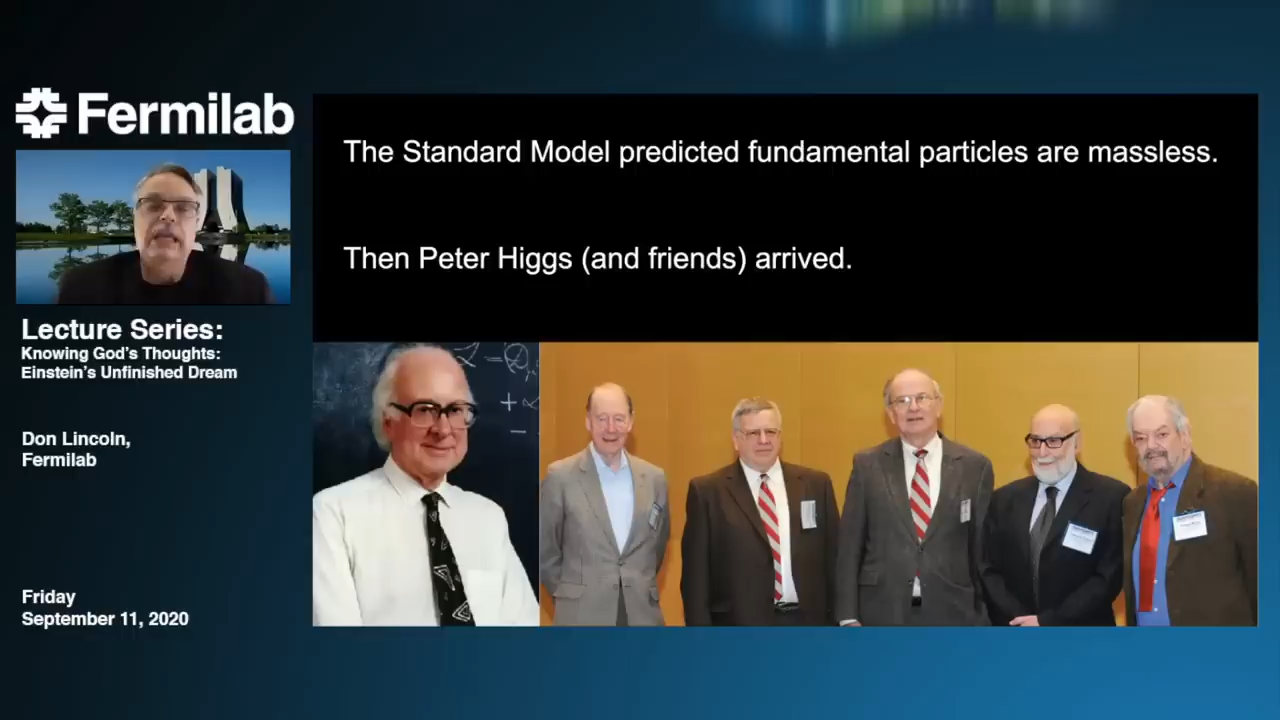 Fermilab
The Standard Model predicted fundamental particles are massless.
Then Peter Higgs (and friends) arrived.
Lecture Series:
Knowing God's Thoughts:
Einstein's Unfinished Dream
Don Lincoln,
Fermilab
Friday
September 11, 2020